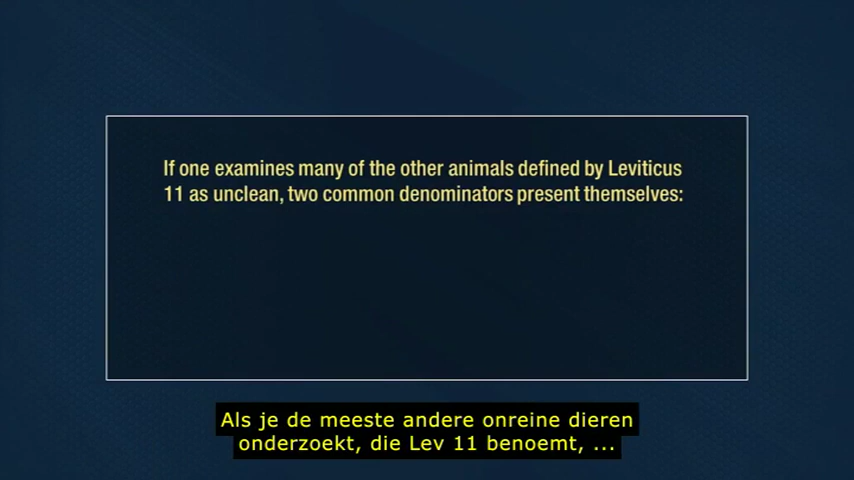 If one examines many of the other animals defined by Leviticus
11 as unclean, two common denominators present themselves:
Als je de meeste andere onreine dieren
onderzoekt, die Lev 11 benoemt, ...